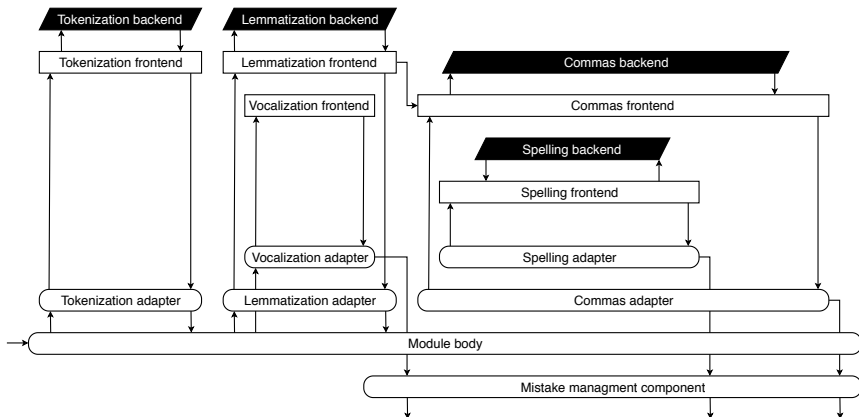 Tokenization backend
Lemmatization backend
Tokenization frontend
Lemmatization frontend
Commas backend
Vocalization frontend
Commas frontend
Spelling backend
Spelling frontend
Vocalization adapter
Spelling adapter
Tokenization adapter
Lemmatization adapter
Commas adapter
Module body
Mistake managment component